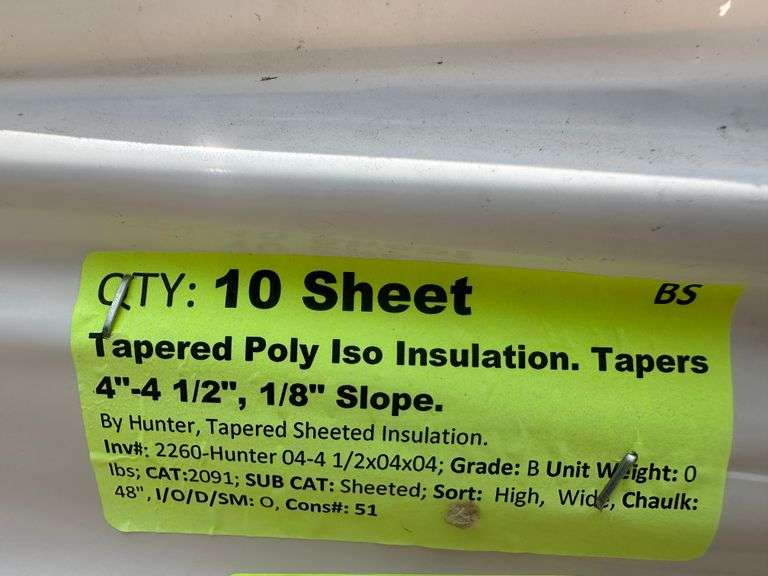 QTY: 10 Sheet BS
Tapered Poly Iso Insulation. Tapers
4"-4 1/2", 1/8" Slope.
By Hunter, Tapered Sheeted Insulation.
Inv#: 2260-Hunter 04-4 1/2x04x04; Grade: B Unit Weight: 0
lbs; CAT:2091; SUB CAT: Sheeted; Sort: High, Wide, Chaulk:
48", I/O/D/SM: O, Cons#: 51